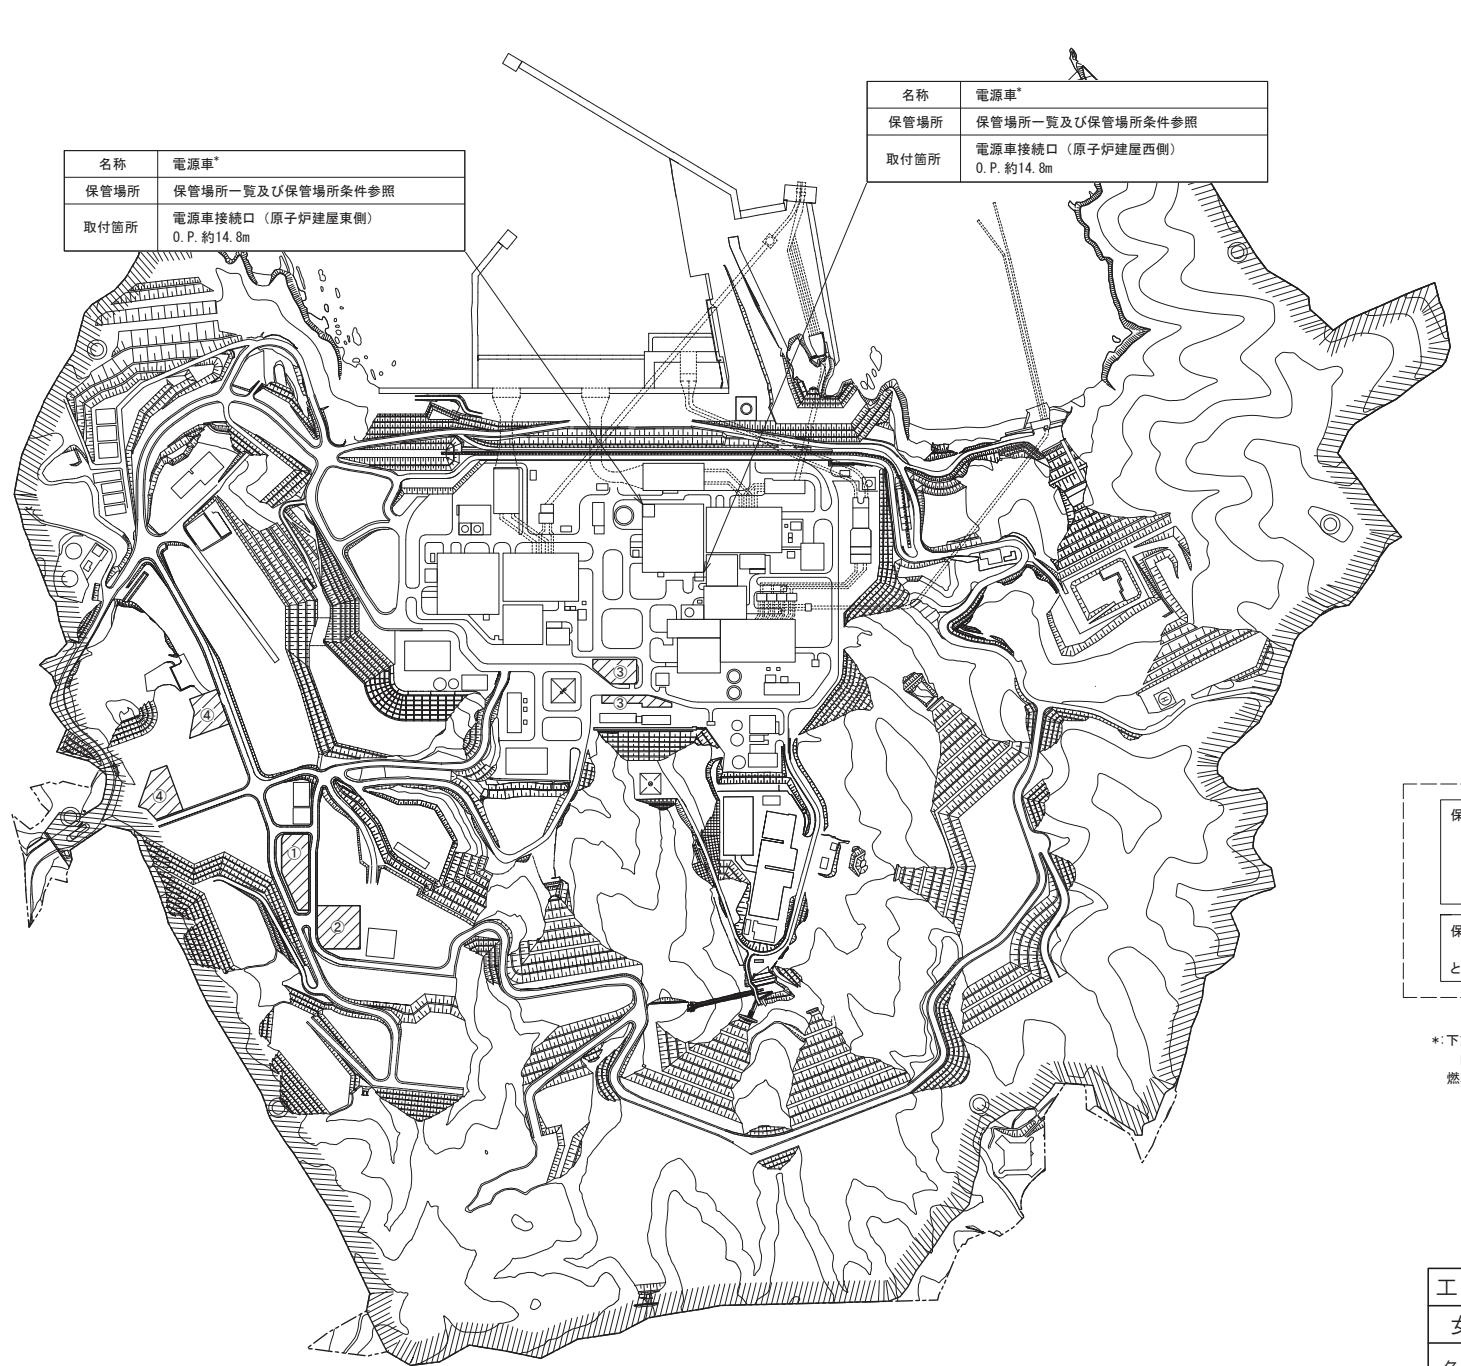 名称 電源車*
保管場所 保管場所一覧及び保管場所条件参照
取付箇所 電源車接続口（原子炉建屋西側）
O.P.約14.8m
名称 電源車*
保管場所 保管場所一覧及び保管場所条件参照
取付箇所 電源車接続口（原子炉建屋東側）
O.P.約14.8m
③
③
④
④
①
②
保
保
と
*:下
燃
工